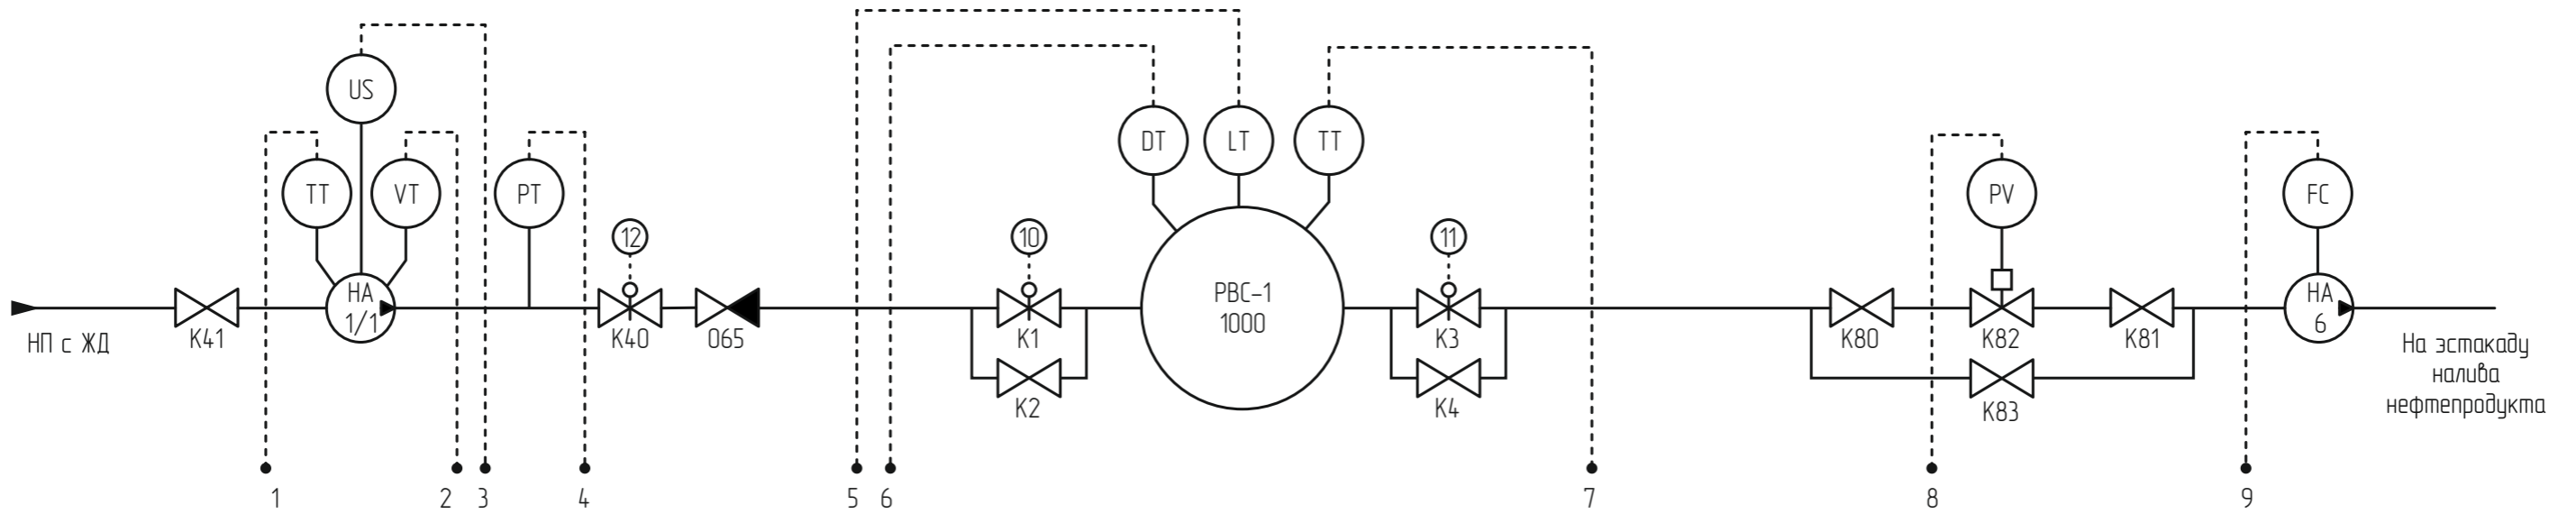 US
DT
LT
TT
TT
VT
PT
PV
FC
12
10
11
НА
1/1
РВС-1
1000
НА
6
НП с ЖД
К41
К40
О65
К1
К3
К80
К82
К81
На эстакаду
налива
нефтепродукта
К2
К4
К83
1
2
3
4
5
6
7
8
9